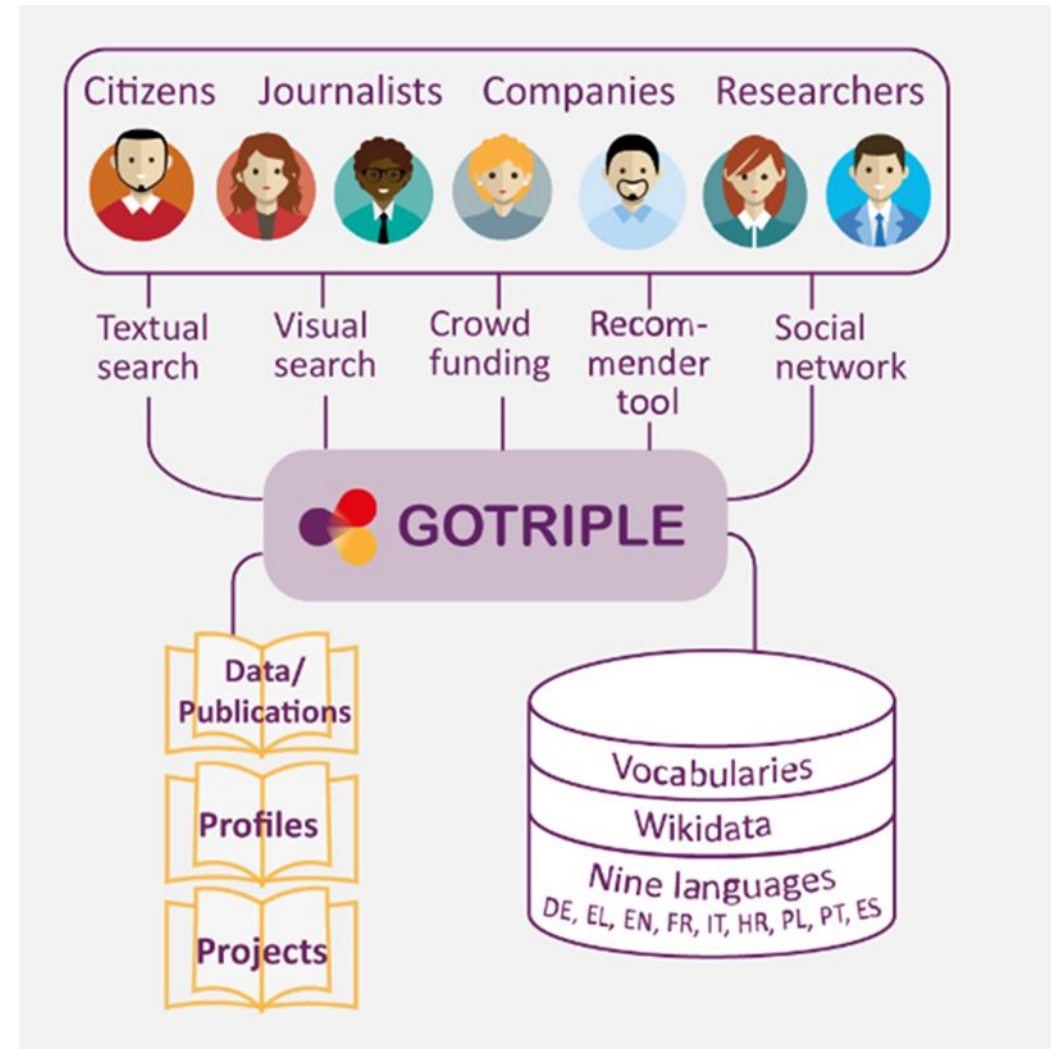 Citizens Journalists Companies Researchers
Textual
search
Visual
search
Crowd
funding
Recom-
mender
tool
Social
network
GOTRIPLE
Data/
Publications
Profiles
Projects
Vocabularies
Wikidata
Nine languages
DE, EL, EN, FR, IT, HR, PL, PT, ES